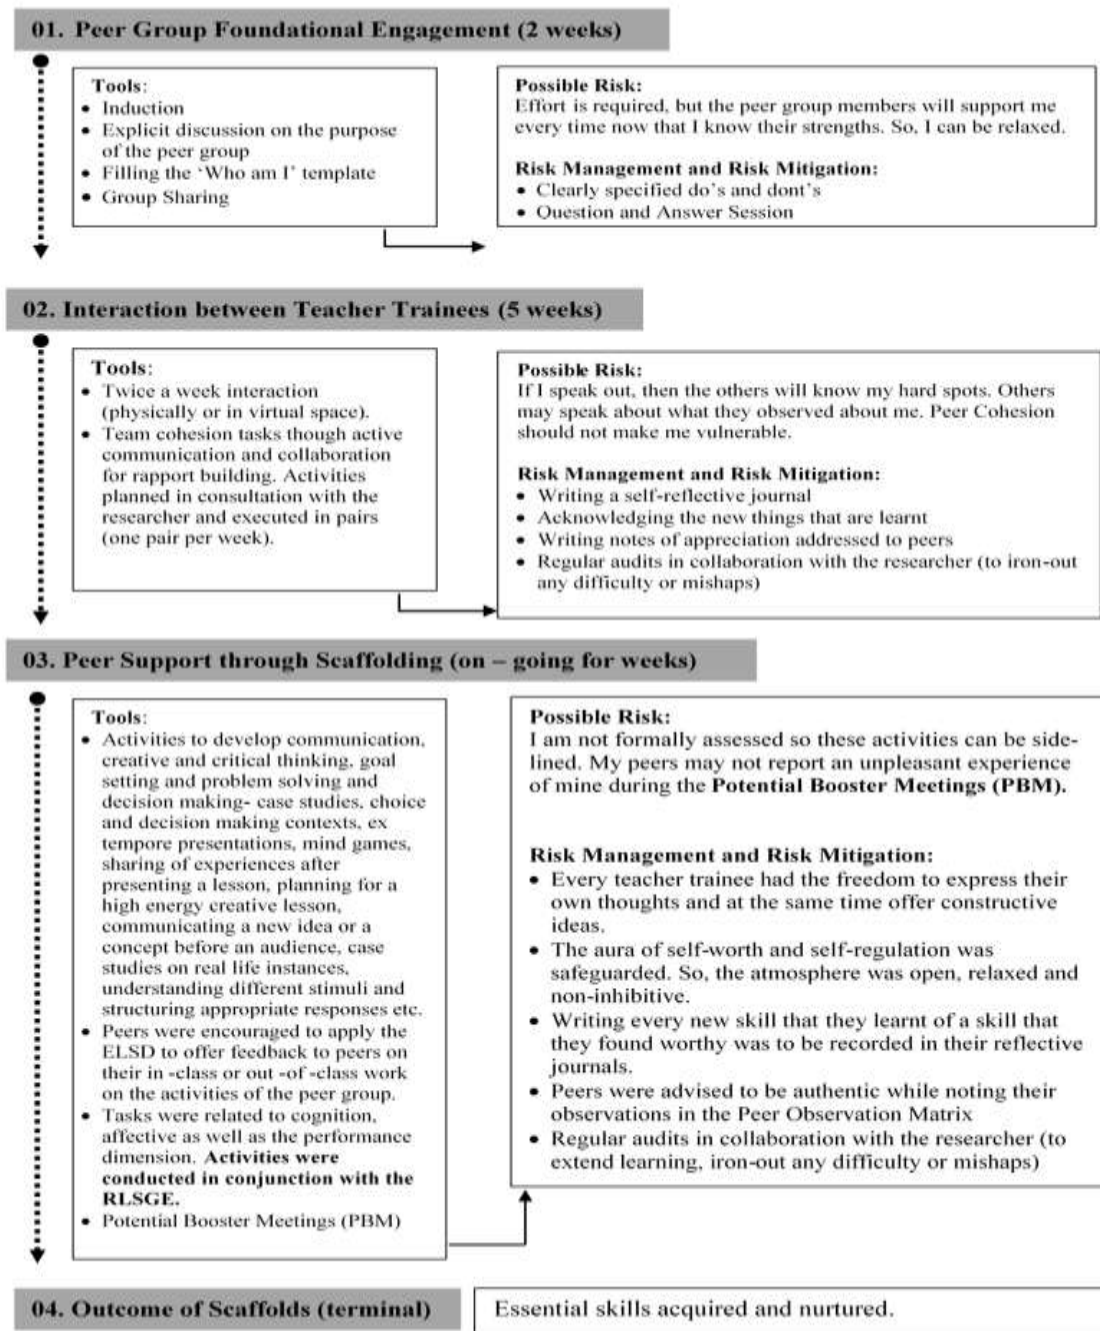 01. Peer Group Foundational Engagement (2 weeks)
Tools:
• Induction
• Explicit discussion on the purpose
of the peer group
• Filling the ‘Who am I’ template
• Group Sharing
Possible Risk:
Effort is required, but the peer group members will support me
every time now that I know their strengths. So, I can be relaxed.
Risk Management and Risk Mitigation:
• Clearly specified do’s and dont’s
• Question and Answer Session
02. Interaction between Teacher Trainees (5 weeks)
Tools:
• Twice a week interaction
(physically or in virtual space).
• Team cohesion tasks though active
communication and collaboration
for rapport building. Activities
planned in consultation with the
researcher and executed in pairs
(one pair per week).
Possible Risk:
If I speak out, then the others will know my hard spots. Others
may speak about what they observed about me. Peer Cohesion
should not make me vulnerable.
Risk Management and Risk Mitigation:
• Writing a self-reflective journal
• Acknowledging the new things that are learnt
• Writing notes of appreciation addressed to peers
• Regular audits in collaboration with the researcher (to iron-out
any difficulty or mishaps)
03. Peer Support through Scaffolding (on – going for weeks)
Tools:
• Activities to develop communication,
creative and critical thinking, goal
setting and problem solving and
decision making- case studies, choice
and decision making contexts, ex
tempore presentations, mind games,
sharing of experiences after
presenting a lesson, planning for a
high energy creative lesson,
communicating a new idea or a
concept before an audience, case
studies on real life instances,
understanding different stimuli and
structuring appropriate responses etc.
• Peers were encouraged to apply the
ELSD to offer feedback to peers on
their in -class or out -of -class work
on the activities of the peer group.
• Tasks were related to cognition,
affective as well as the performance
dimension. Activities were
conducted in conjunction with the
RLSGE.
• Potential Booster Meetings (PBM)
Possible Risk:
I am not formally assessed so these activities can be side-
lined. My peers may not report an unpleasant experience
of mine during the Potential Booster Meetings (PBM).
Risk Management and Risk Mitigation:
• Every teacher trainee had the freedom to express their
own thoughts and at the same time offer constructive
ideas.
• The aura of self-worth and self-regulation was
safeguarded. So, the atmosphere was open, relaxed and
non-inhibitive.
• Writing every new skill that they learnt of a skill that
they found worthy was to be recorded in their reflective
journals.
• Peers were advised to be authentic while noting their
observations in the Peer Observation Matrix
• Regular audits in collaboration with the researcher (to
extend learning, iron-out any difficulty or mishaps)
04. Outcome of Scaffolds (terminal)
Essential skills acquired and nurtured.